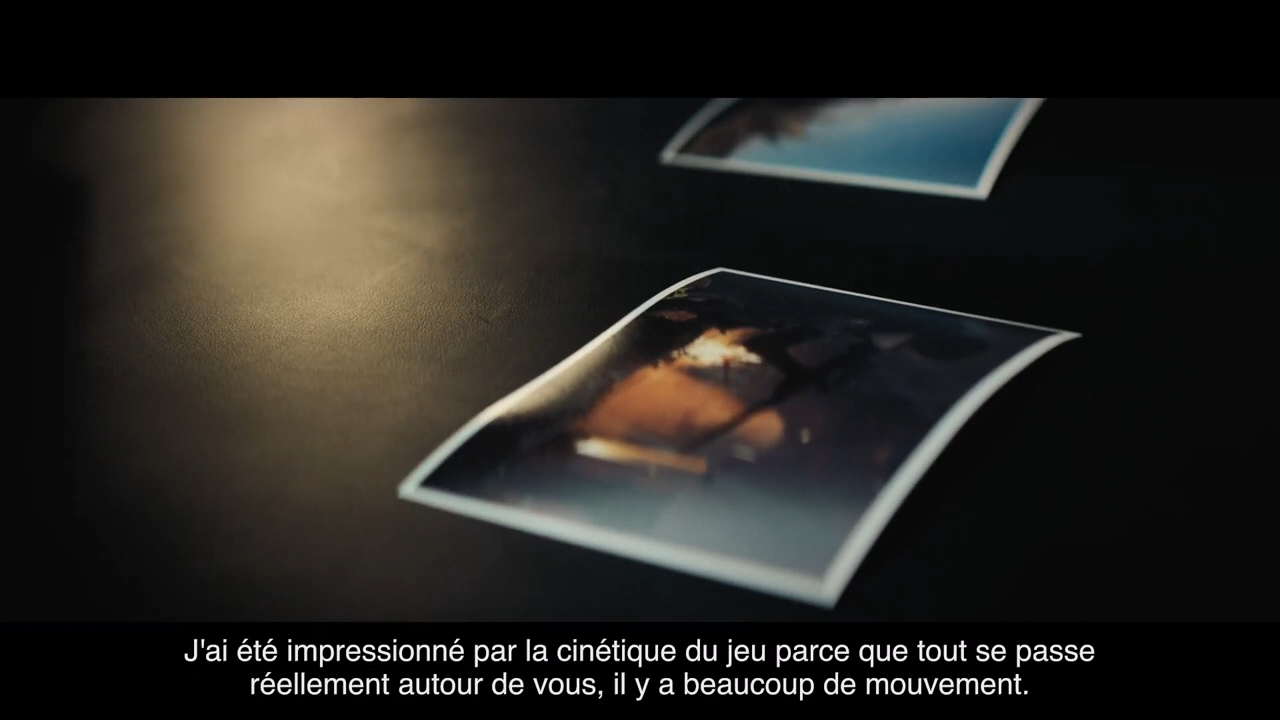 J'ai été impressionné par la cinétique du jeu parce que tout se passe
réellement autour de vous, il y a beaucoup de mouvement.